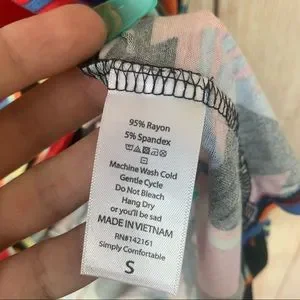 95% Rayon
5% Spandex
Machine Wash Cold
Gentle Cycle
Do Not Bleach
Hang Dry
or you'll be sad
MADE IN VIETNAM
RN#142161
Simply Comfortable
S